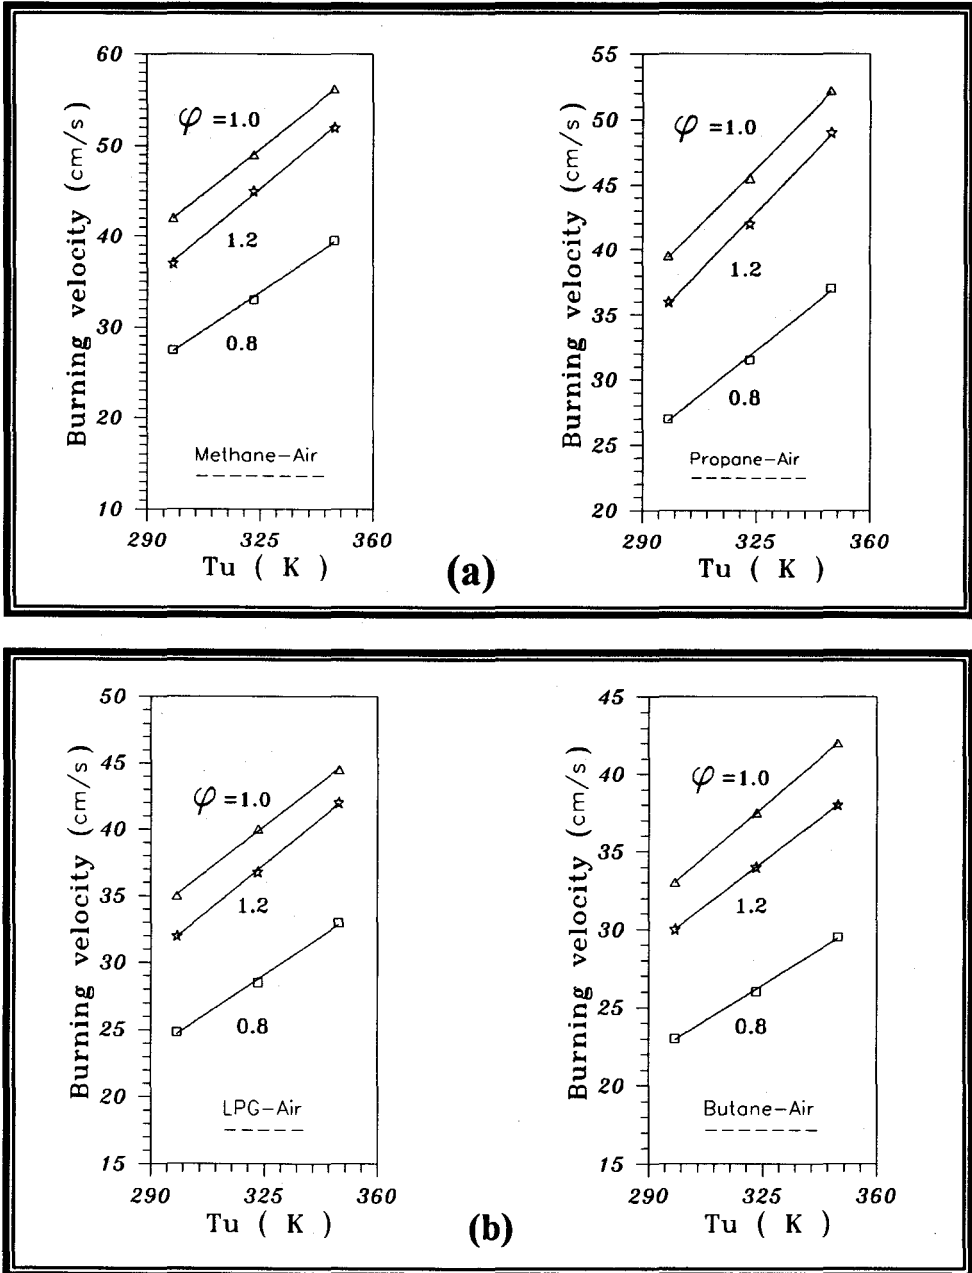 60
50
40
30
20
10
Burning velocity (cm/s)
φ =1.0
1.2
0.8
Methane-Air
290 325 360
Tu ( K )
55
50
45
40
35
30
25
20
Burning velocity (cm/s)
φ =1.0
1.2
0.8
Propane-Air
290 325 360
Tu ( K )
(a)
50
45
40
35
30
25
20
15
Burning velocity (cm/s)
φ =1.0
1.2
0.8
LPG-Air
290 325 360
Tu ( K )
45
40
35
30
25
20
15
Burning velocity (cm/s)
φ =1.0
1.2
0.8
Butane-Air
290 325 360
Tu ( K )
(b)